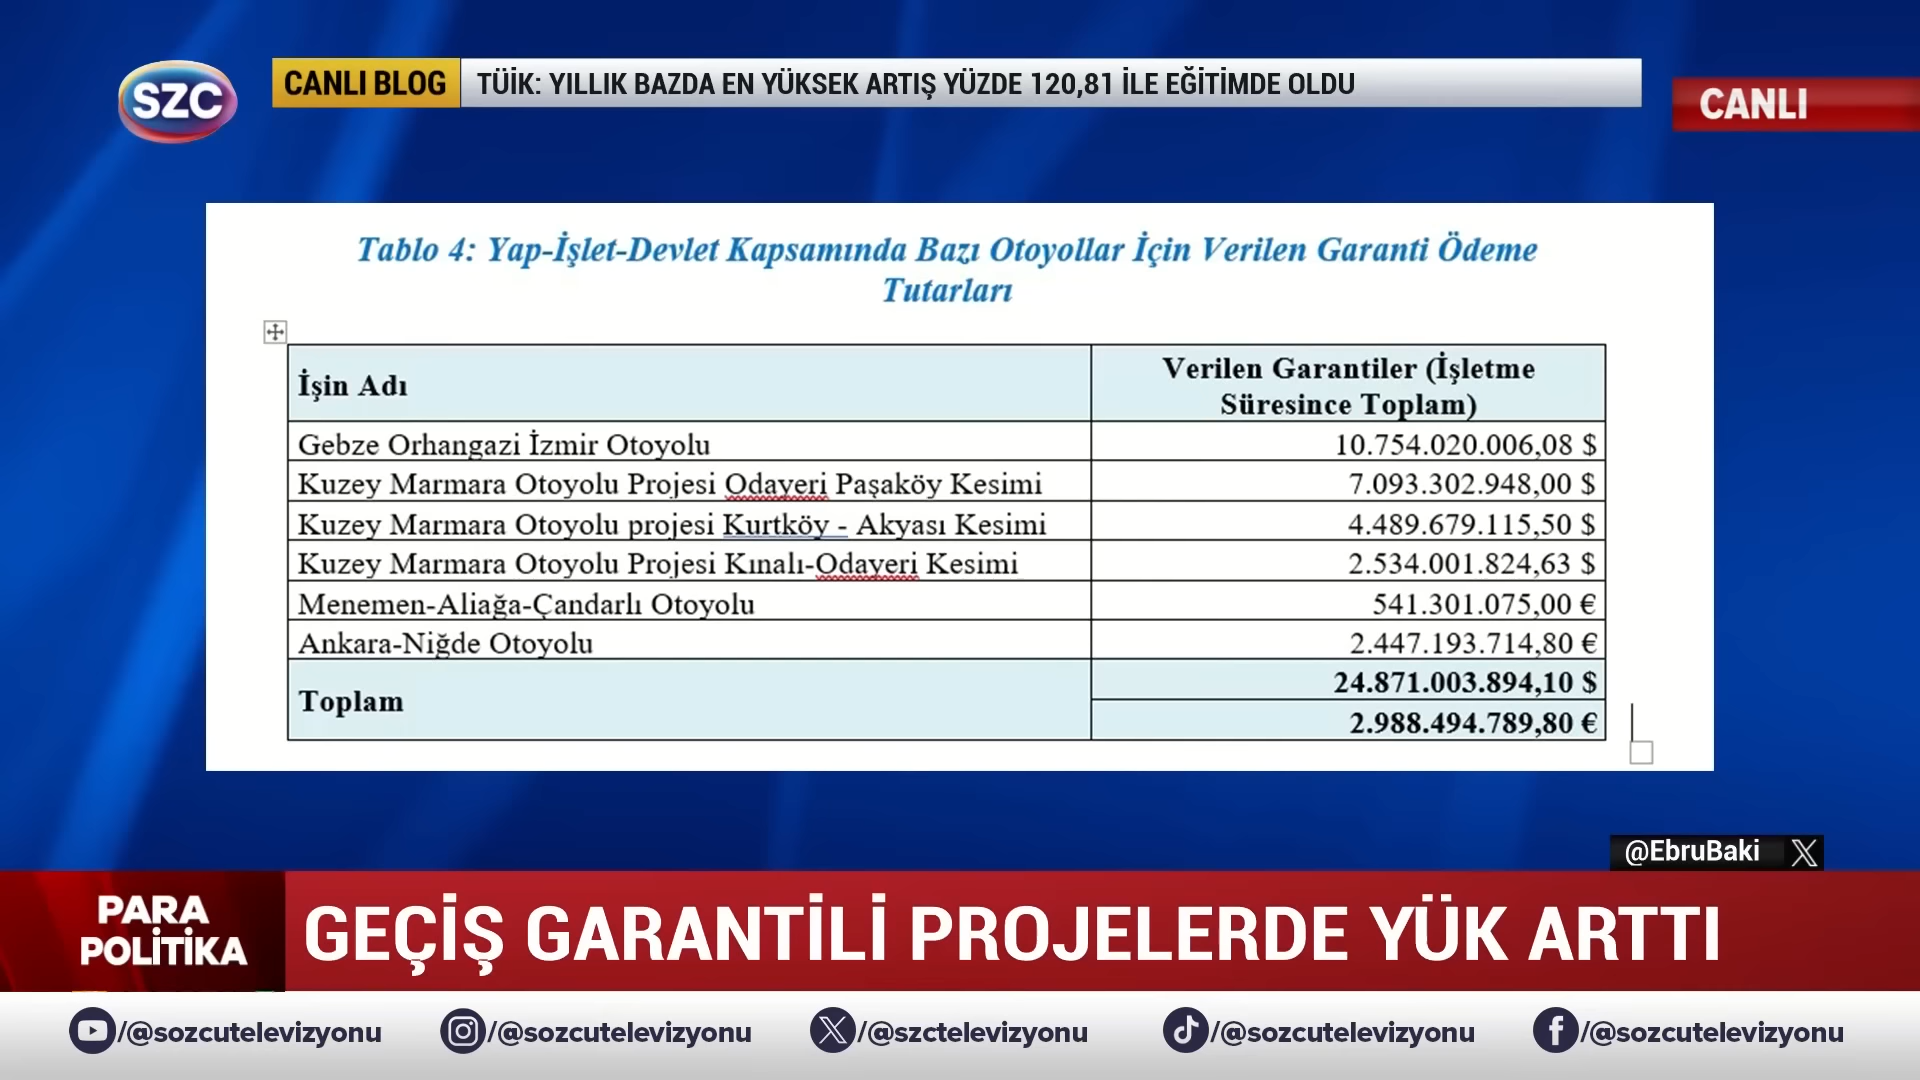 SZC
CANLI BLOG
TÜİK: YILLIK BAZDA EN YÜKSEK ARTIŞ YÜZDE 120,81 İLE EĞİTİMDE OLDU
CANLI
Tablo 4: Yap-İşlet-Devlet Kapsamında Bazı Otoyollar İçin Verilen Garanti Ödeme
Tutarları
İşin Adı
Verilen Garantiler (İşletme
Süresince Toplam)
Gebze Orhangazi İzmir Otoyolu 10.754.020.006,08 $
Kuzey Marmara Otoyolu Projesi Odayeri Paşaköy Kesimi 7.093.302.948,00 $
Kuzey Marmara Otoyolu projesi Kurtköy - Akyası Kesimi 4.489.679.115,50 $
Kuzey Marmara Otoyolu Projesi Kınalı-Odayeri Kesimi 2.534.001.824,63 $
Menemen-Aliağa-Çandarlı Otoyolu 541.301.075,00 €
Ankara-Niğde Otoyolu 2.447.193.714,80 €
Toplam
24.871.003.894,10 $
2.988.494.789,80 €
@EbruBaki X
PARA
POLİTİKA
GEÇİŞ GARANTİLİ PROJELERDE YÜK ARTTI
/@sozcutelevizyonu /@sozcutelevizyonu /@szctelevizyonu /@sozcutelevizyonu /@sozcutelevizyonu